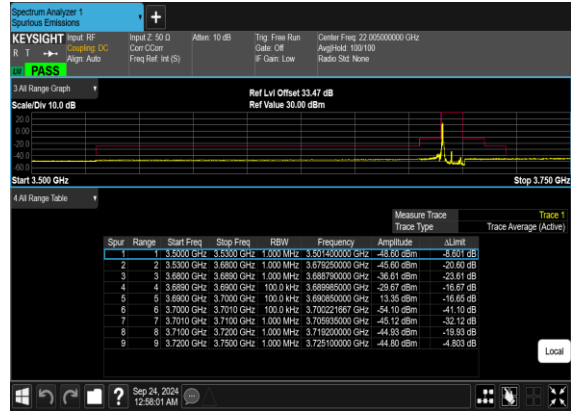 Spectrum Analyzer 1
Spurious Emissions
KEYSIGHT Input: RF Input Z: 50 Ω Atten: 10 dB Trig: Free Run Center Freq: 22.005000000 GHz
R T Coupling: DC Corr CCorr Gate: Off Avg|Hold: 100/100
Align: Auto Freq Ref: Int (S) IF Gain: Low Radio Std: None
PASS
3 All Range Graph
Ref Lvl Offset 33.47 dB
Scale/Div 10.0 dB Ref Value 30.00 dBm
20.0
0.00
-20.0
-40.0
-60.0
Start 3.500 GHz Stop 3.750 GHz
4 All Range Table
Measure Trace Trace 1
Trace Type Trace Average (Active)
Spur Range Start Freq Stop Freq RBW Frequency Amplitude ΔLimit
1 1 3.5000 GHz 3.5300 GHz 1.000 MHz 3.501400000 GHz -48.60 dBm -8.601 dB
2 2 3.5300 GHz 3.6800 GHz 1.000 MHz 3.679250000 GHz -45.60 dBm -20.60 dB
3 3 3.6800 GHz 3.6890 GHz 1.000 MHz 3.688790000 GHz -36.61 dBm -23.61 dB
4 4 3.6890 GHz 3.6900 GHz 100.0 kHz 3.689985000 GHz -29.67 dBm -16.67 dB
5 5 3.6900 GHz 3.7000 GHz 100.0 kHz 3.690850000 GHz 13.35 dBm -16.65 dB
6 6 3.7000 GHz 3.7010 GHz 100.0 kHz 3.700221667 GHz -54.10 dBm -41.10 dB
7 7 3.7010 GHz 3.7100 GHz 1.000 MHz 3.705935000 GHz -45.12 dBm -32.12 dB
8 8 3.7100 GHz 3.7200 GHz 1.000 MHz 3.719200000 GHz -44.93 dBm -19.93 dB
9 9 3.7200 GHz 3.7500 GHz 1.000 MHz 3.725100000 GHz -44.80 dBm -4.803 dB
Local
? Sep 24, 2024
12:58:01 AM